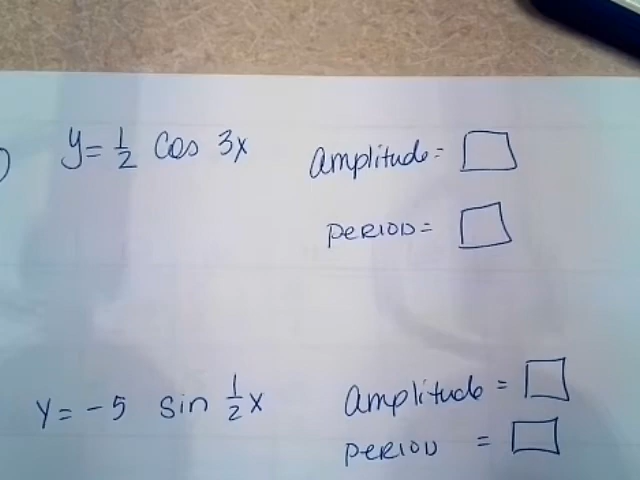 ) y = 1/2 cos 3x amplitude =
period =
y = -5 sin 1/2 x amplitude =
period =